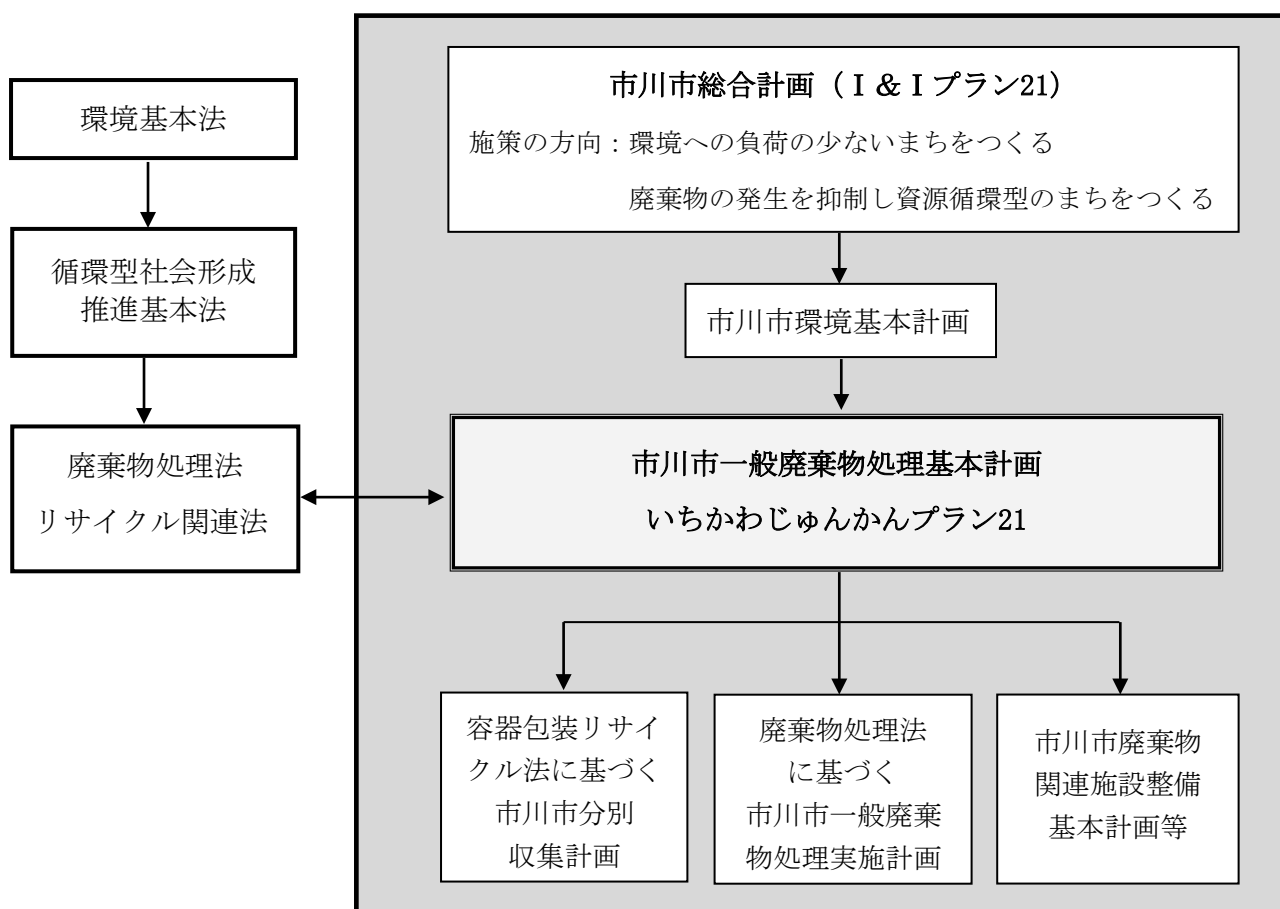 環境基本法
循環型社会形成
推進基本法
廃棄物処理法
リサイクル関連法
市川市総合計画（Ⅰ＆Ⅰプラン21）
施策の方向：環境への負荷の少ないまちをつくる
廃棄物の発生を抑制し資源循環型のまちをつくる
市川市環境基本計画
市川市一般廃棄物処理基本計画
いちかわじゅんかんプラン21
容器包装リサイ
クル法に基づく
市川市分別
収集計画
廃棄物処理法
に基づく
市川市一般廃棄
物処理実施計画
市川市廃棄物
関連施設整備
基本計画等